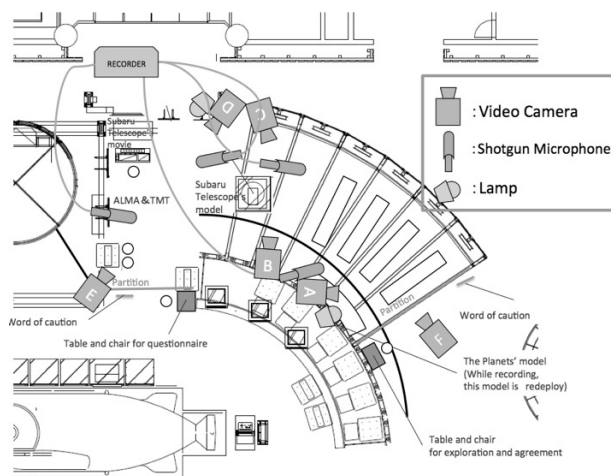 RECORDER
D
C
Subaru
Telescope's
movie
ALMA &TMT
Subaru
Telescope's
model
B
A
E
F
Partition
Partition
Word of caution
Word of caution
Table and chair for questionnaire
The Planets' model
(While recording,
this model is redeploy)
Table and chair
for exploration and agreement
: Video Camera
: Shotgun Microphone
: Lamp